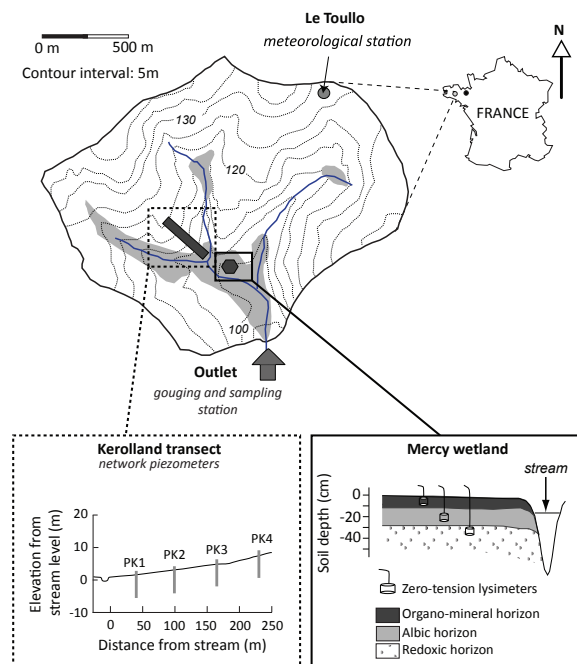 Le Toullo
meteorological station
0 m 500 m
Contour interval: 5m
N
FRANCE
130
120
100
Outlet
gouging and sampling
station
Kerolland transect
network piezometers
Elevation from
stream level (m)
20
10
0
PK1 PK2 PK3 PK4
0 50 100 150 200 250
Distance from stream (m)
Mercy wetland
stream
Soil depth (cm)
0
-20
-40
Zero-tension lysimeters
Organo-mineral horizon
Albic horizon
Redoxic horizon